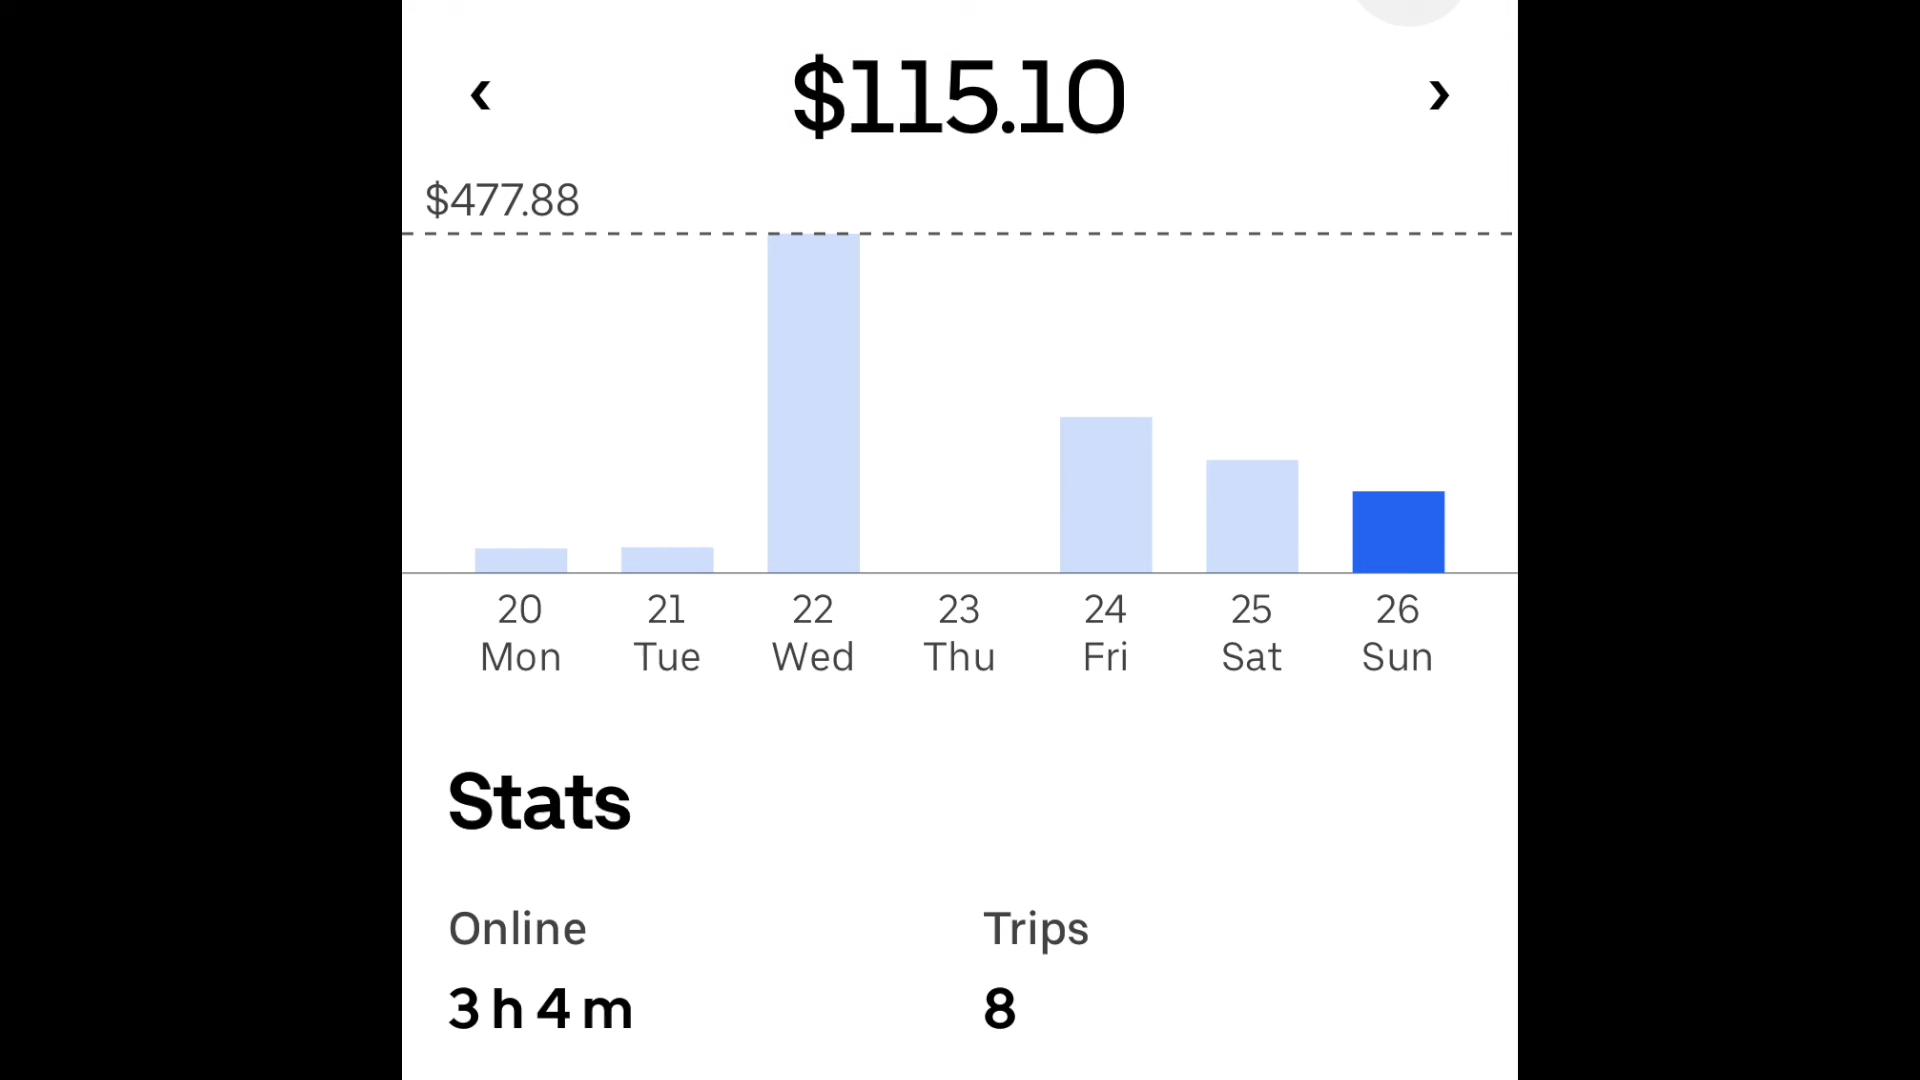 $115.10
$477.88
20 21 22 23 24 25 26
Mon Tue Wed Thu Fri Sat Sun
Stats
Online Trips
3 h 4 m 8